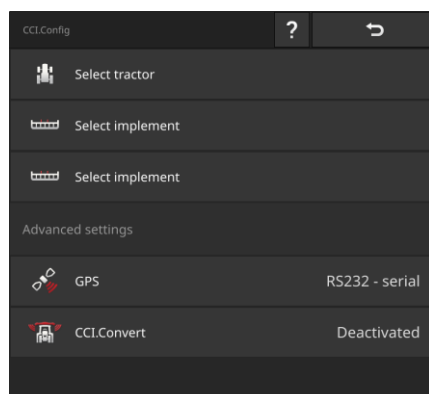 CCI.Config
?
Select tractor
Select implement
Select implement
Advanced settings
GPS RS232 - serial
CCI.Convert Deactivated